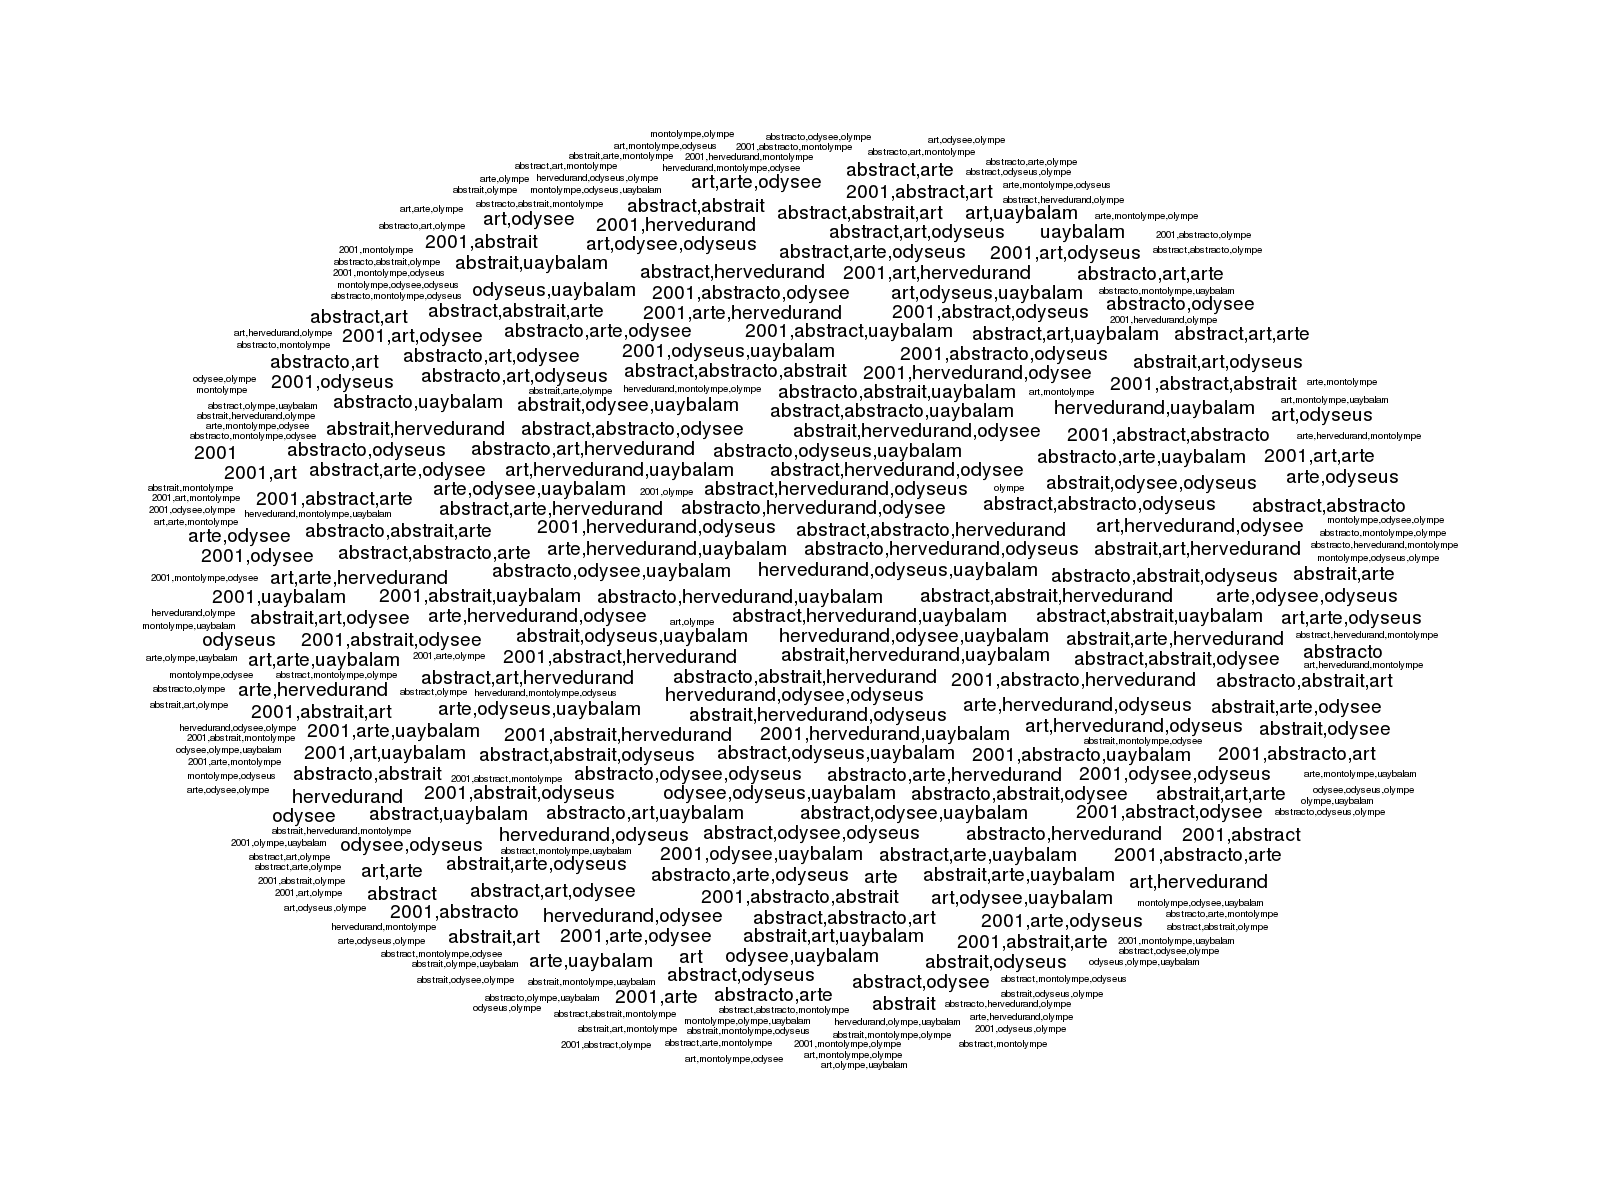 montolympe,olympe abstracto,odysee,olympe art,odysee,olympe
art,montolympe,odyseus 2001,abstracto,montolympe
abstrait,arte,montolympe 2001,hervedurand,montolympe abstracto,art,montolympe
abstract,art,montolympe hervedurand,montolympe,odysee abstract,arte abstracto,arte,olympe
arte,olympe hervedurand,odyseus,olympe art,arte,odysee abstract,odyseus,olympe
abstrait,olympe montolympe,odyseus,uaybalam 2001,abstract,art arte,montolympe,odyseus
art,arte,olympe abstracto,abstrait,montolympe abstract,abstrait abstract,abstrait,art art,uaybalam abstract,hervedurand,olympe
abstracto,art,olympe art,odysee 2001,hervedurand abstract,art,odyseus uaybalam arte,montolympe,olympe
2001,montolympe 2001,abstrait art,odysee,odyseus abstract,arte,odyseus 2001,art,odyseus 2001,abstracto,olympe
abstract,abstracto,olympe
abstracto,abstrait,olympe abstrait,uaybalam abstract,hervedurand 2001,art,hervedurand abstracto,art,arte
2001,montolympe,odyseus
montolympe,odysee,odyseus odyseus,uaybalam 2001,abstracto,odysee art,odyseus,uaybalam abstracto,montolympe,uaybalam
abstracto,montolympe,odyseus abstracto,odysee
abstract,art abstract,abstrait,arte 2001,arte,hervedurand 2001,abstract,odyseus 2001,hervedurand,olympe
art,hervedurand,olympe 2001,art,odysee abstracto,arte,odysee 2001,abstract,uaybalam abstract,art,uaybalam abstract,art,arte
abstracto,montolympe
abstracto,art abstracto,art,odysee 2001,odyseus,uaybalam 2001,abstracto,odyseus abstrait,art,odyseus
odysee,olympe 2001,odyseus abstracto,art,odyseus abstract,abstracto,abstrait 2001,hervedurand,odysee 2001,abstract,abstrait arte,montolympe
montolympe abstrait,arte,olympe hervedurand,montolympe,olympe abstracto,abstrait,uaybalam art,montolympe
abstract,olympe,uaybalam abstracto,uaybalam abstrait,odysee,uaybalam abstract,abstracto,uaybalam hervedurand,uaybalam art,montolympe,uaybalam
abstrait,hervedurand,olympe art,odyseus
arte,montolympe,odysee abstrait,hervedurand abstract,abstracto,odysee abstrait,hervedurand,odysee 2001,abstract,abstracto arte,hervedurand,montolympe
abstracto,montolympe,odysee
2001 abstracto,odyseus abstracto,art,hervedurand abstracto,odyseus,uaybalam abstracto,arte,uaybalam 2001,art,arte
2001,art abstract,arte,odysee art,hervedurand,uaybalam abstract,hervedurand,odysee abstrait,odysee,odyseus arte,odyseus
abstrait,montolympe arte,odysee,uaybalam 2001,olympe abstract,hervedurand,odyseus olympe
2001,art,montolympe 2001,abstract,arte abstract,arte,hervedurand abstracto,hervedurand,odysee abstract,abstracto,odyseus abstract,abstracto
2001,odysee,olympe hervedurand,montolympe,uaybalam
art,arte,montolympe abstracto,abstrait,arte 2001,hervedurand,odyseus abstract,abstracto,hervedurand art,hervedurand,odysee montolympe,odysee,olympe
arte,odysee abstracto,montolympe,olympe
2001,odysee abstract,abstracto,arte arte,hervedurand,uaybalam abstracto,hervedurand,odyseus abstrait,art,hervedurand abstracto,hervedurand,montolympe
montolympe,odyseus,olympe
2001,montolympe,odysee art,arte,hervedurand abstracto,odysee,uaybalam hervedurand,odyseus,uaybalam abstracto,abstrait,odyseus abstrait,arte
2001,uaybalam 2001,abstrait,uaybalam abstracto,hervedurand,uaybalam abstract,abstrait,hervedurand arte,odysee,odyseus
hervedurand,olympe abstrait,art,odysee arte,hervedurand,odysee art,olympe abstract,hervedurand,uaybalam abstract,abstrait,uaybalam art,arte,odyseus
montolympe,uaybalam
odyseus 2001,abstrait,odysee abstrait,odyseus,uaybalam hervedurand,odysee,uaybalam abstrait,arte,hervedurand abstract,hervedurand,montolympe
arte,olympe,uaybalam art,arte,uaybalam 2001,arte,olympe 2001,abstract,hervedurand abstrait,hervedurand,uaybalam abstract,abstrait,odysee abstracto
art,hervedurand,montolympe
montolympe,odysee abstract,montolympe,olympe abstract,art,hervedurand abstracto,abstrait,hervedurand 2001,abstracto,hervedurand abstracto,abstrait,art
abstracto,olympe arte,hervedurand abstract,olympe hervedurand,montolympe,odyseus hervedurand,odysee,odyseus
abstrait,art,olympe 2001,abstrait,art arte,odyseus,uaybalam abstrait,hervedurand,odyseus arte,hervedurand,odyseus abstrait,arte,odysee
hervedurand,odysee,olympe 2001,arte,uaybalam 2001,abstrait,hervedurand 2001,hervedurand,uaybalam art,hervedurand,odyseus abstrait,odysee
2001,abstrait,montolympe abstrait,montolympe,odysee
odysee,olympe,uaybalam 2001,art,uaybalam abstract,abstrait,odyseus abstract,odyseus,uaybalam 2001,abstracto,uaybalam 2001,abstracto,art
2001,arte,montolympe
montolympe,odyseus abstracto,abstrait 2001,abstract,montolympe abstracto,odysee,odyseus abstracto,arte,hervedurand 2001,odysee,odyseus arte,montolympe,uaybalam
arte,odysee,olympe hervedurand 2001,abstrait,odyseus odysee,odyseus,uaybalam abstracto,abstrait,odysee abstrait,art,arte odysee,odyseus,olympe
olympe,uaybalam
odysee abstract,uaybalam abstracto,art,uaybalam abstract,odysee,uaybalam 2001,abstract,odysee abstracto,odyseus,olympe
abstrait,hervedurand,montolympe hervedurand,odyseus abstract,odysee,odyseus abstracto,hervedurand 2001,abstract
2001,olympe,uaybalam odysee,odyseus abstract,montolympe,uaybalam 2001,odysee,uaybalam abstract,arte,uaybalam 2001,abstracto,arte
abstract,art,olympe
abstract,arte,olympe art,arte abstrait,arte,odyseus abstracto,arte,odyseus arte abstrait,arte,uaybalam art,hervedurand
2001,abstrait,olympe
2001,art,olympe abstract abstract,art,odysee 2001,abstracto,abstrait art,odysee,uaybalam montolympe,odysee,uaybalam
art,odyseus,olympe 2001,abstracto hervedurand,odysee abstract,abstracto,art 2001,arte,odyseus abstracto,arte,montolympe
hervedurand,montolympe abstract,abstrait,olympe
arte,odyseus,olympe abstrait,art 2001,arte,odysee abstrait,art,uaybalam 2001,abstrait,arte 2001,montolympe,uaybalam
abstract,montolympe,odysee arte,uaybalam art odysee,uaybalam abstract,odysee,olympe
abstrait,olympe,uaybalam abstrait,odyseus odyseus,olympe,uaybalam
abstrait,odysee,olympe abstrait,montolympe,uaybalam abstract,odyseus abstract,odysee abstract,montolympe,odyseus
abstracto,olympe,uaybalam 2001,arte abstracto,arte abstrait abstrait,odyseus,olympe
odyseus,olympe abstract,abstrait,montolympe abstract,abstracto,montolympe abstracto,hervedurand,olympe
montolympe,olympe,uaybalam hervedurand,olympe,uaybalam arte,hervedurand,olympe
abstrait,art,montolympe abstrait,montolympe,odyseus abstrait,montolympe,olympe 2001,odyseus,olympe
2001,abstract,olympe abstract,arte,montolympe 2001,montolympe,olympe abstract,montolympe
art,montolympe,odysee art,montolympe,olympe
art,olympe,uaybalam